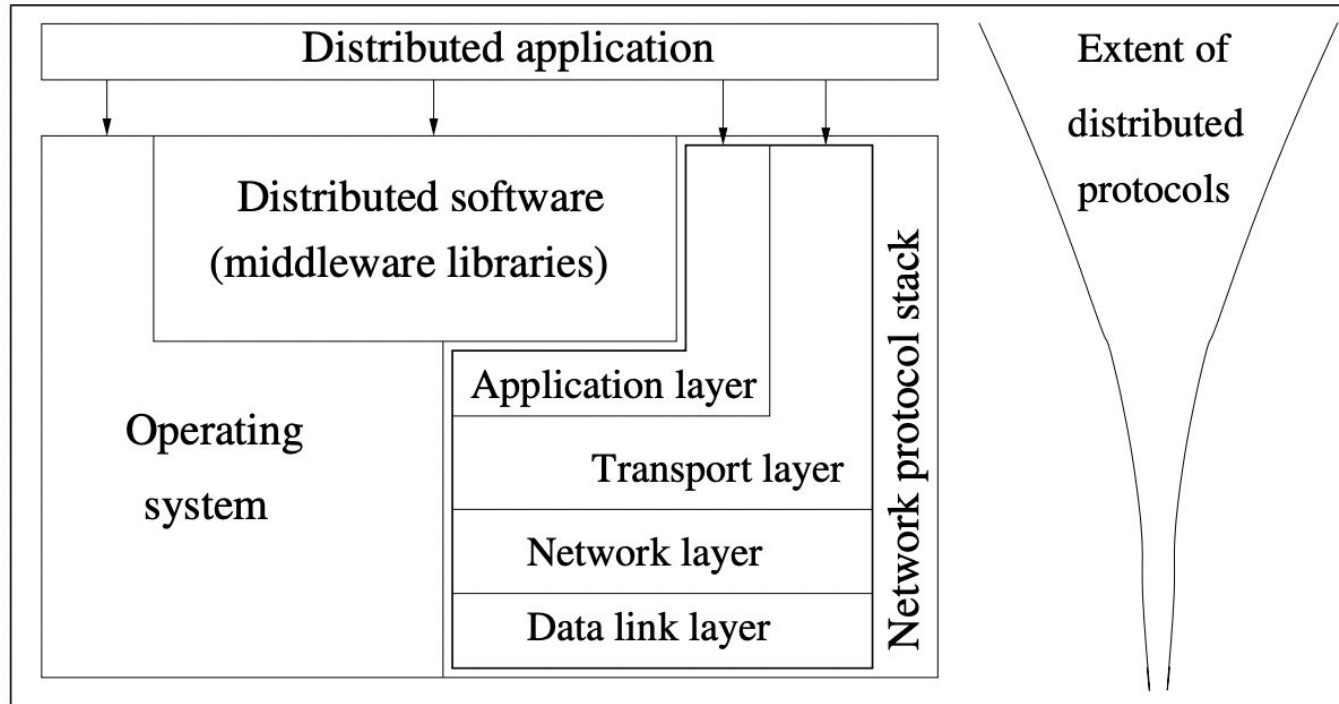 Distributed application
Extent of
distributed
protocols
Distributed software
(middleware libraries)
Network protocol stack
Application layer
Operating
system
Transport layer
Network layer
Data link layer